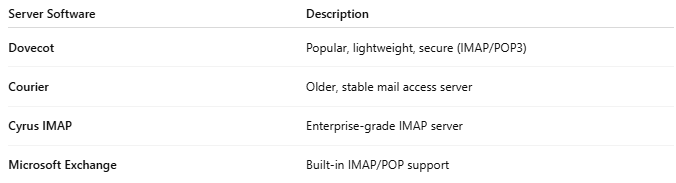 Server Software Description
Dovecot Popular, lightweight, secure (IMAP/POP3)
Courier Older, stable mail access server
Cyrus IMAP Enterprise-grade IMAP server
Microsoft Exchange Built-in IMAP/POP support